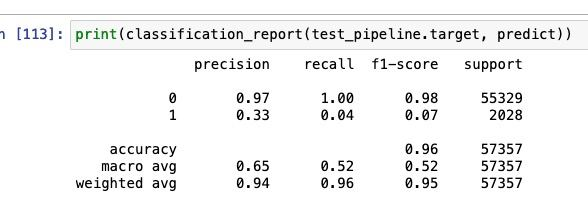 n [113]: print(classification_report(test_pipeline.target, predict))
precision recall f1-score support
0 0.97 1.00 0.98 55329
1 0.33 0.04 0.07 2028
accuracy 0.96 57357
macro avg 0.65 0.52 0.52 57357
weighted avg 0.94 0.96 0.95 57357